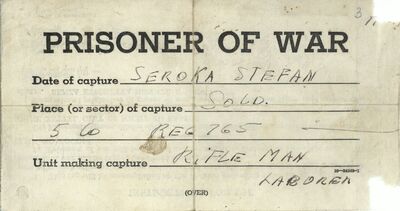 3
PRISONER OF WAR
Date of capture SEROKA STEFAN
Place (or sector) of capture SOLD.
5 CO REG 765
Unit making capture RIFLE MAN
LABORER
(OVER)